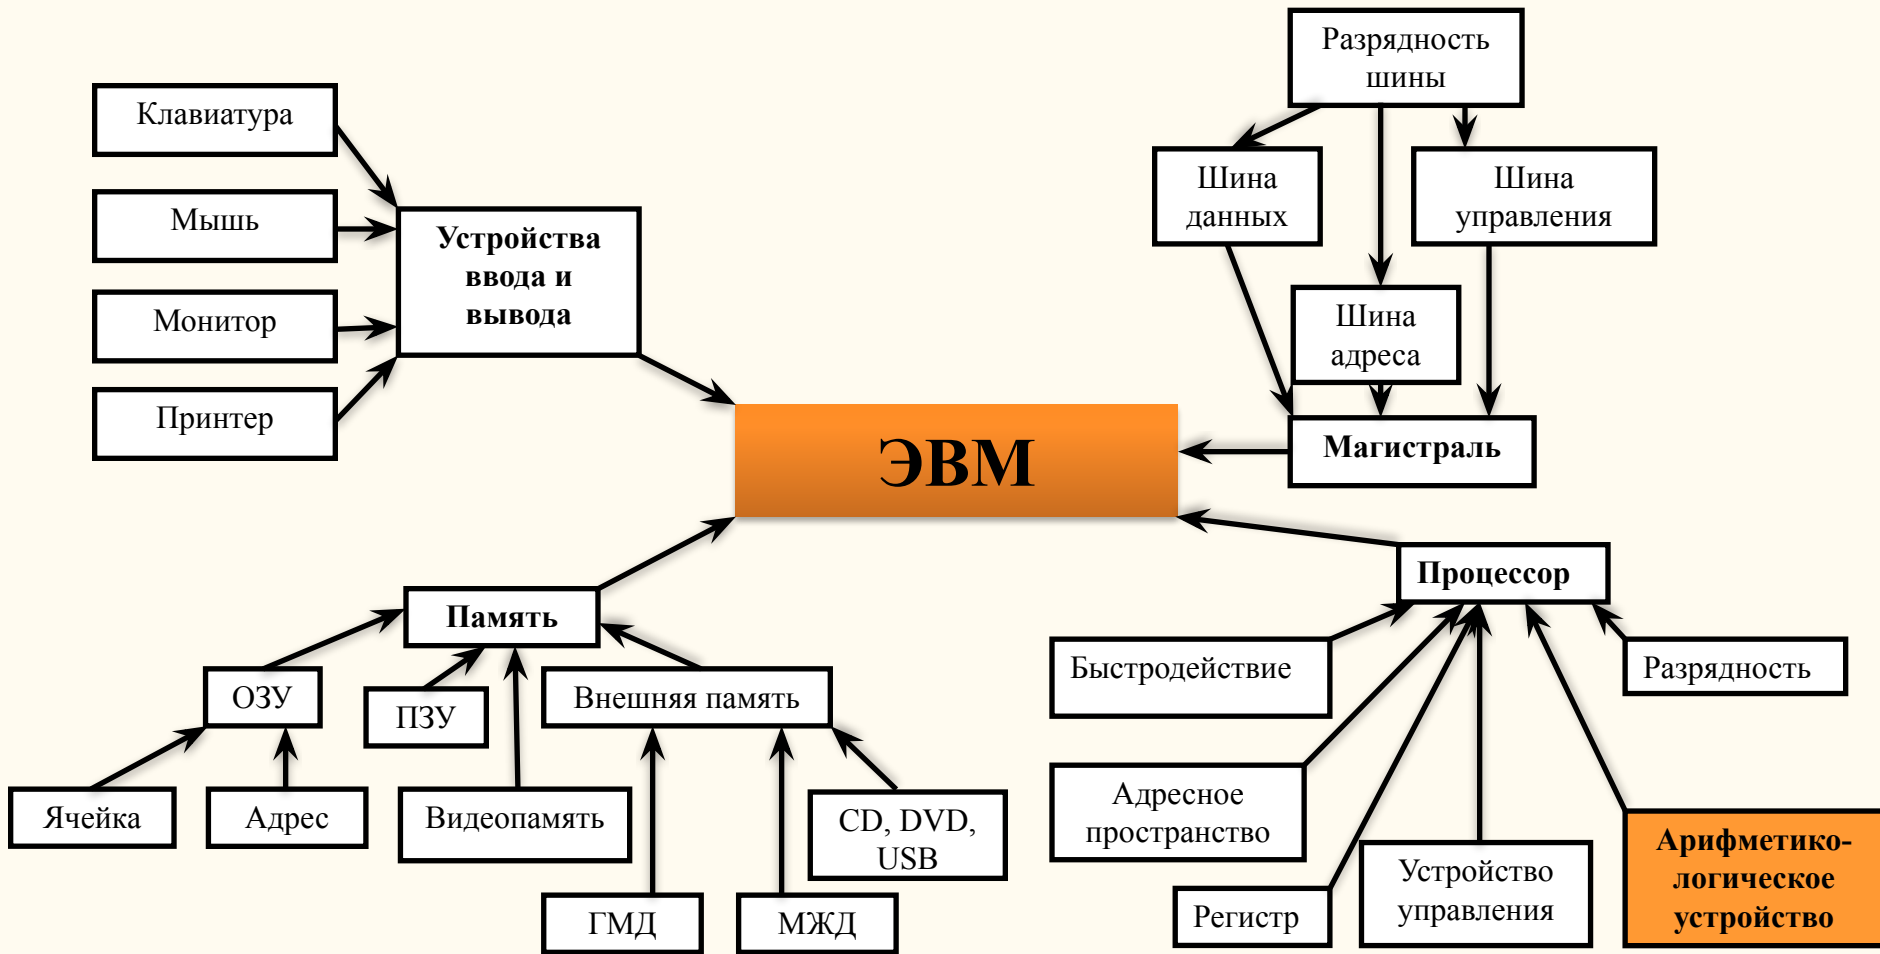 Разрядность
шины
Клавиатура
Шина
данных
Шина
управления
Мышь
Устройства
ввода и
вывода
Монитор
Шина
адреса
Принтер
ЭВМ
Магистраль
Процессор
Память
Быстродействие
Разрядность
ОЗУ
ПЗУ
Внешняя память
Адресное
пространство
Ячейка
Адрес
Видеопамять
CD, DVD,
USB
Арифметико-
логическое
устройство
Устройство
управления
Регистр
ГМД
МЖД